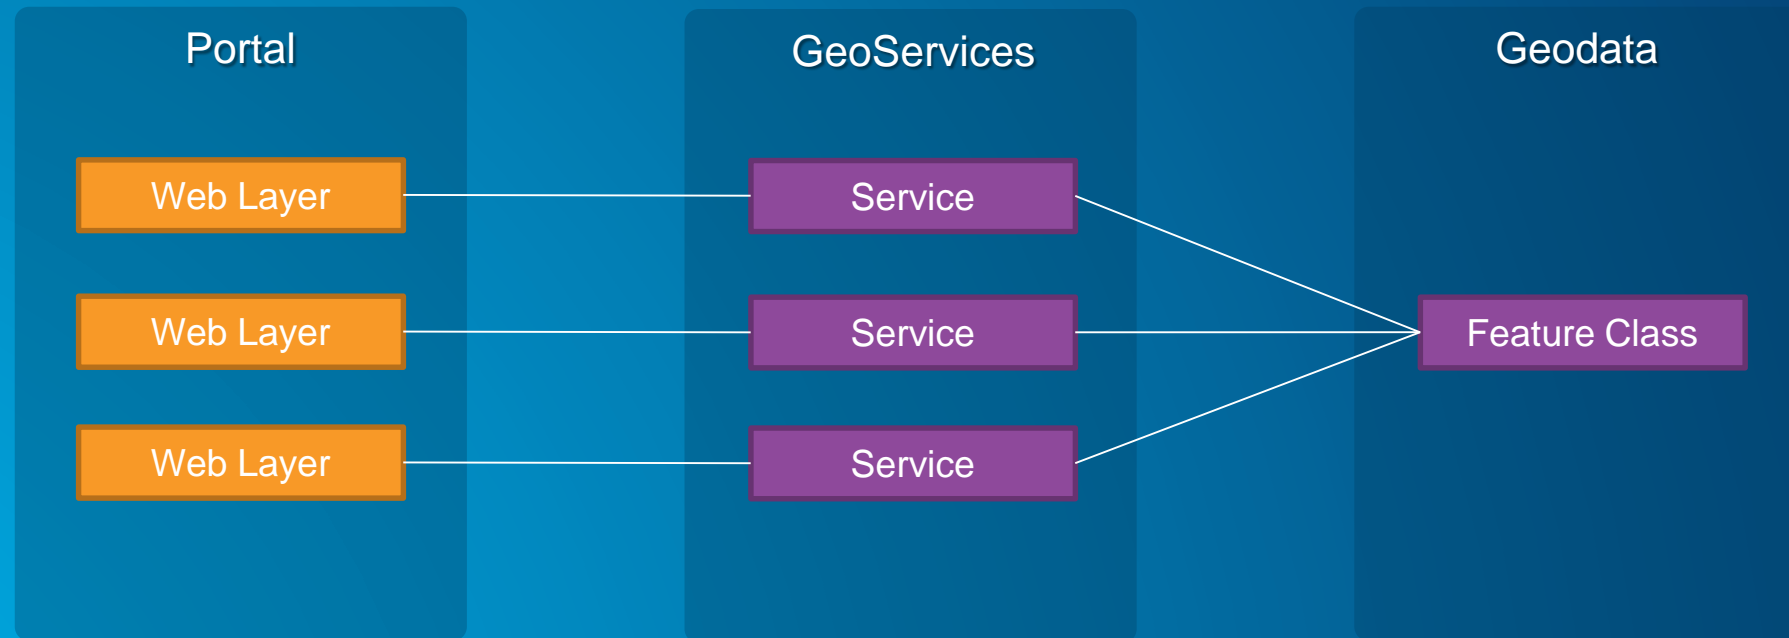 Portal
GeoServices
Geodata
Web Layer
Service
Web Layer
Service
Feature Class
Web Layer
Service